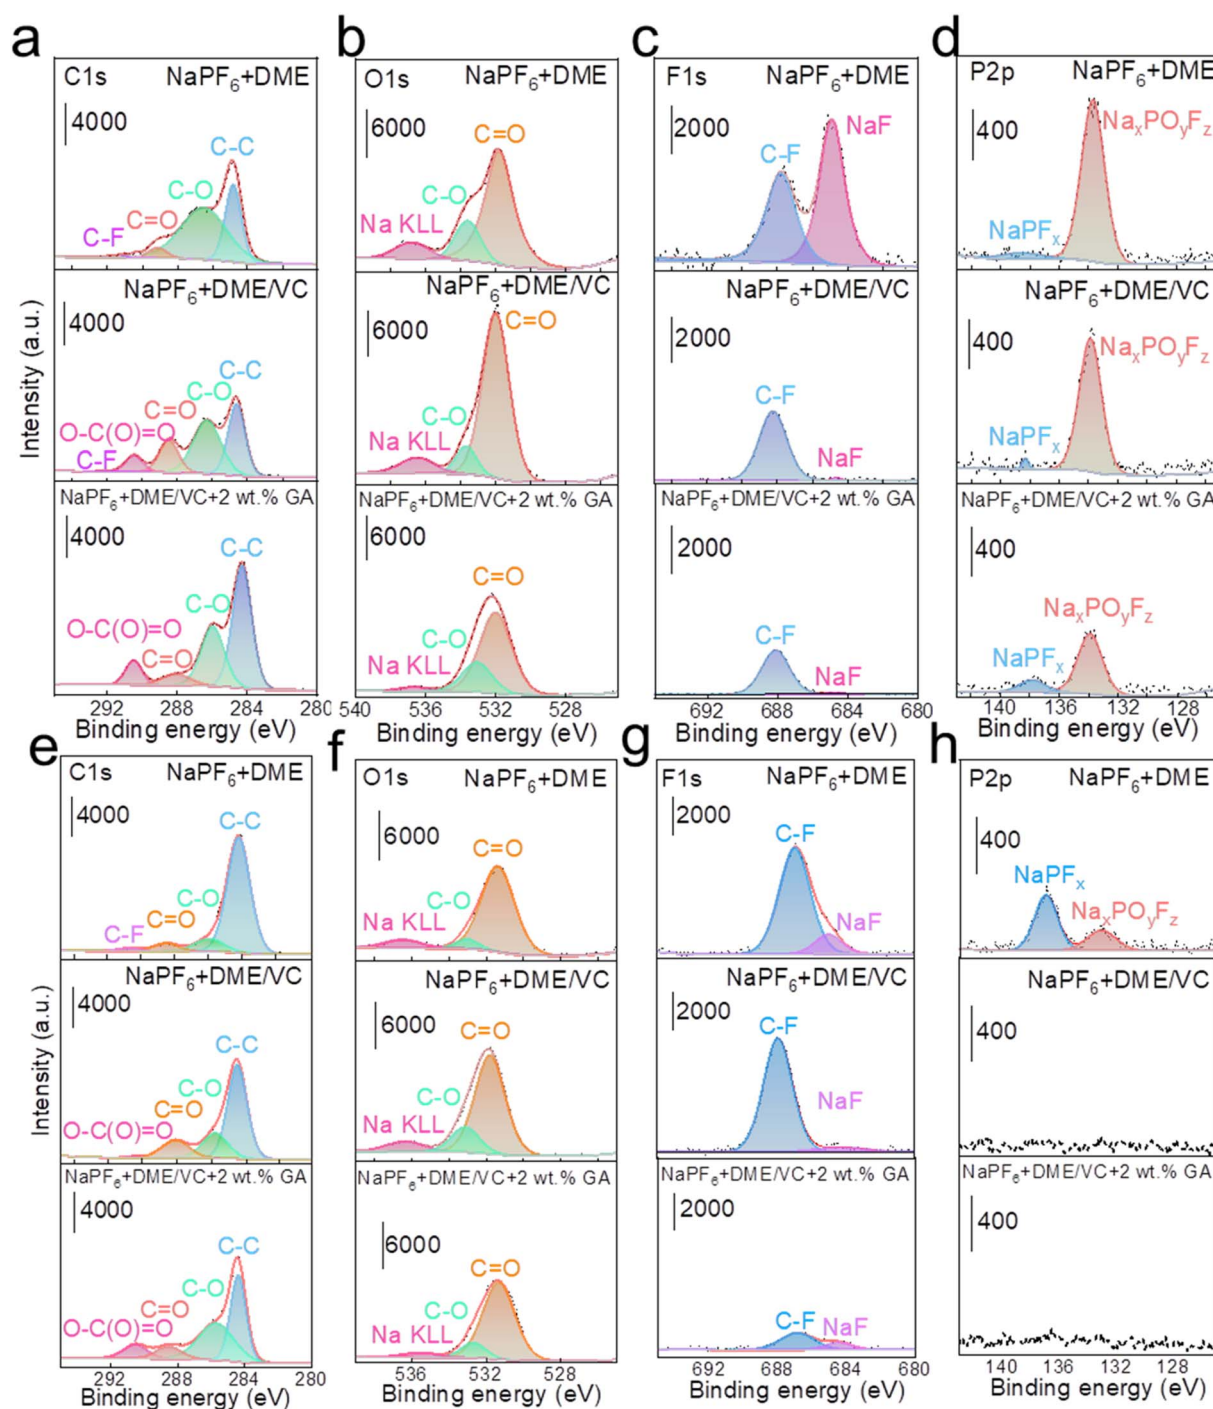 a
C1s
NaPF6+DME
4000
C-C
C-O
C=O
C-F
NaPF6+DME/VC
4000
C-C
C-O
C=O
O-C(O)=O
C-F
NaPF6+DME/VC+2 wt.% GA
4000
C-C
C-O
O-C(O)=O
C=O
292 288 284 280
Binding energy (eV)
Intensity (a.u.)
b
O1s
NaPF6+DME
6000
C=O
C-O
Na KLL
NaPF6+DME/VC
6000
C=O
C-O
Na KLL
NaPF6+DME/VC+2 wt.% GA
6000
C=O
C-O
Na KLL
540 536 532 528
Binding energy (eV)
c
F1s
NaPF6+DME
2000
NaF
C-F
NaPF6+DME/VC
2000
C-F
NaF
2000
C-F
NaF
692 688 684 680
Binding energy (eV)
d
P2p
NaPF6+DME
400
NaxPOyFz
NaPFx
NaPF6+DME/VC
400
NaxPOyFz
NaPFx
NaPF6+DME/VC+2 wt.% GA
400
NaxPOyFz
NaPFx
140 136 132 128
Binding energy (eV)
e
C1s
NaPF6+DME
4000
C-C
C-O
C=O
C-F
NaPF6+DME/VC
4000
C-C
C-O
C=O
O-C(O)=O
NaPF6+DME/VC+2 wt.% GA
4000
C-C
C-O
C=O
O-C(O)=O
292 288 284 280
Binding energy (eV)
Intensity (a.u.)
f
O1s
NaPF6+DME
6000
C=O
C-O
Na KLL
NaPF6+DME/VC
6000
C=O
C-O
Na KLL
NaPF6+DME/VC+2 wt.% GA
6000
C=O
C-O
Na KLL
536 532 528
Binding energy (eV)
g
F1s
NaPF6+DME
2000
C-F
NaF
NaPF6+DME/VC
2000
C-F
NaF
NaPF6+DME/VC+2 wt.% GA
2000
C-F
NaF
692 688 684 680
Binding energy (eV)
h
P2p
NaPF6+DME
400
NaPFx
NaxPOyFz
NaPF6+DME/VC
400
NaPF6+DME/VC+2 wt.% GA
400
140 136 132 128
Binding energy (eV)